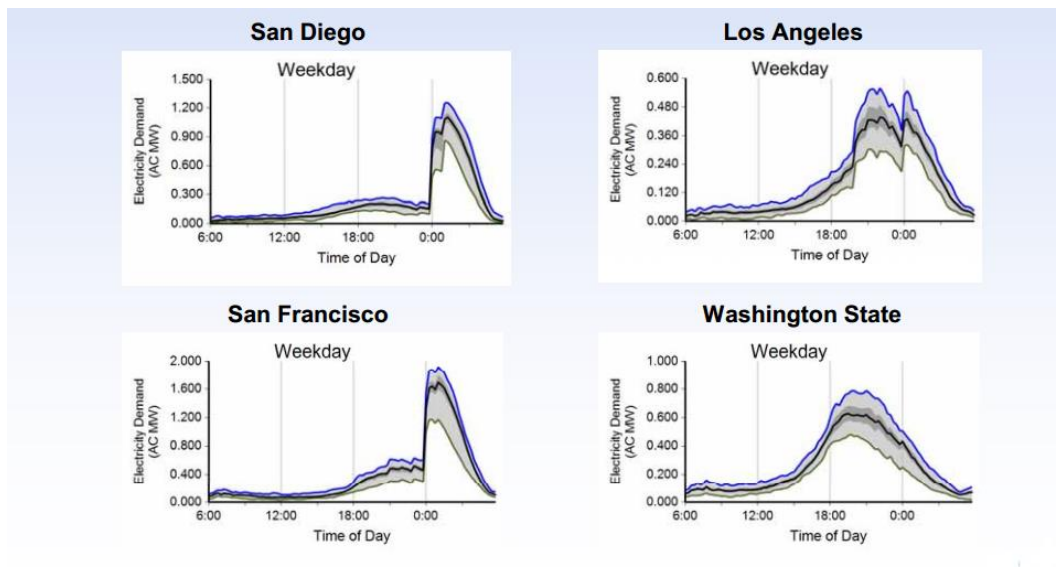 San Diego
Weekday
Electricity Demand
(AC MW)
1.500
1.200
0.900
0.600
0.300
0.000
6:00 12:00 18:00 0:00
Time of Day
Los Angeles
Weekday
Electricity Demand
(AC MW)
0.600
0.480
0.360
0.240
0.120
0.000
6:00 12:00 18:00 0:00
Time of Day
San Francisco
Weekday
Electricity Demand
(AC MW)
2.000
1.600
1.200
0.800
0.400
0.000
6:00 12:00 18:00 0:00
Time of Day
Washington State
Weekday
Electricity Demand
(AC MW)
1.000
0.800
0.600
0.400
0.200
0.000
6:00 12:00 18:00 0:00
Time of Day